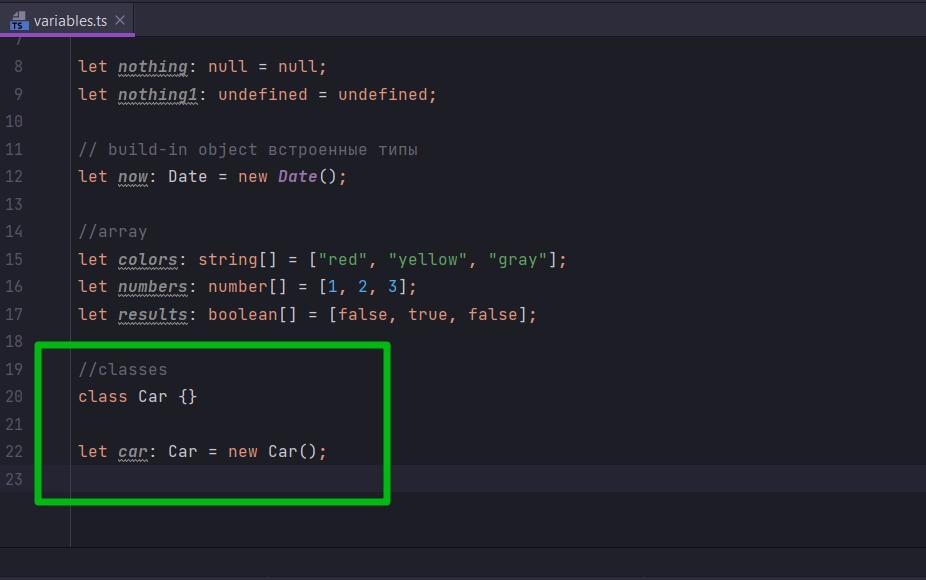 TS variables.ts ×
7
8 let nothing: null = null;
9 let nothing1: undefined = undefined;
10
11 // build-in object встроенные типы
12 let now: Date = new Date();
13
14 //array
15 let colors: string[] = ["red", "yellow", "gray"];
16 let numbers: number[] = [1, 2, 3];
17 let results: boolean[] = [false, true, false];
18
19 //classes
20 class Car {}
21
22 let car: Car = new Car();
23